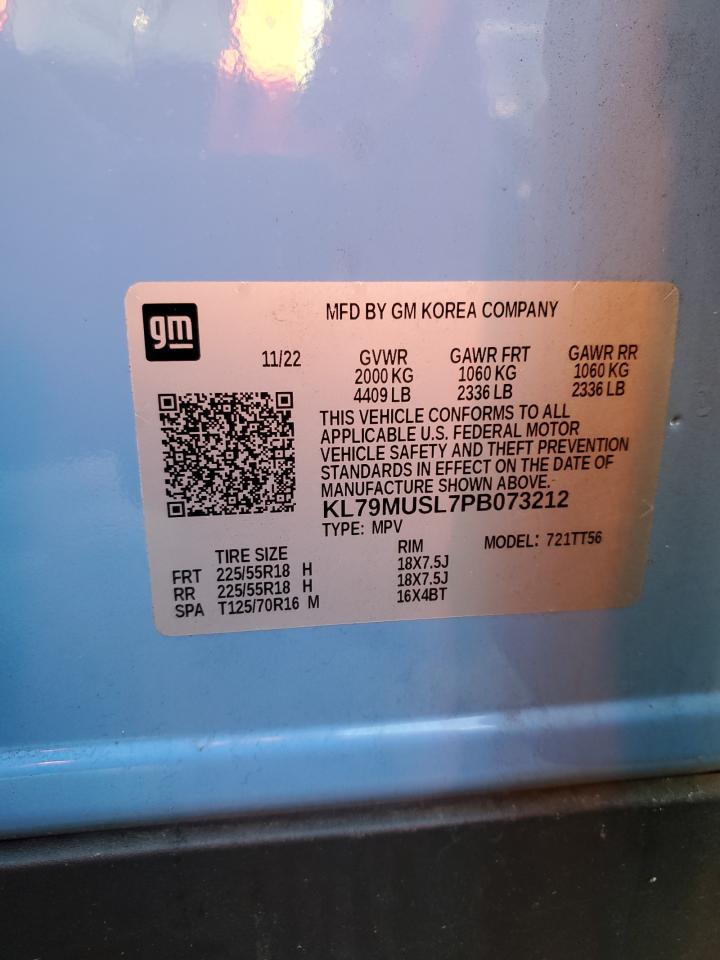 gm
MFD BY GM KOREA COMPANY
11/22 GVWR GAWR FRT GAWR RR
2000 KG 1060 KG 1060 KG
4409 LB 2336 LB 2336 LB
THIS VEHICLE CONFORMS TO ALL
APPLICABLE U.S. FEDERAL MOTOR
VEHICLE SAFETY AND THEFT PREVENTION
STANDARDS IN EFFECT ON THE DATE OF
MANUFACTURE SHOWN ABOVE.
KL79MUSL7PB073212
TYPE: MPV MODEL: 721TT56
TIRE SIZE RIM
FRT 225/55R18 H 18X7.5J
RR 225/55R18 H 18X7.5J
SPA T125/70R16 M 16X4BT